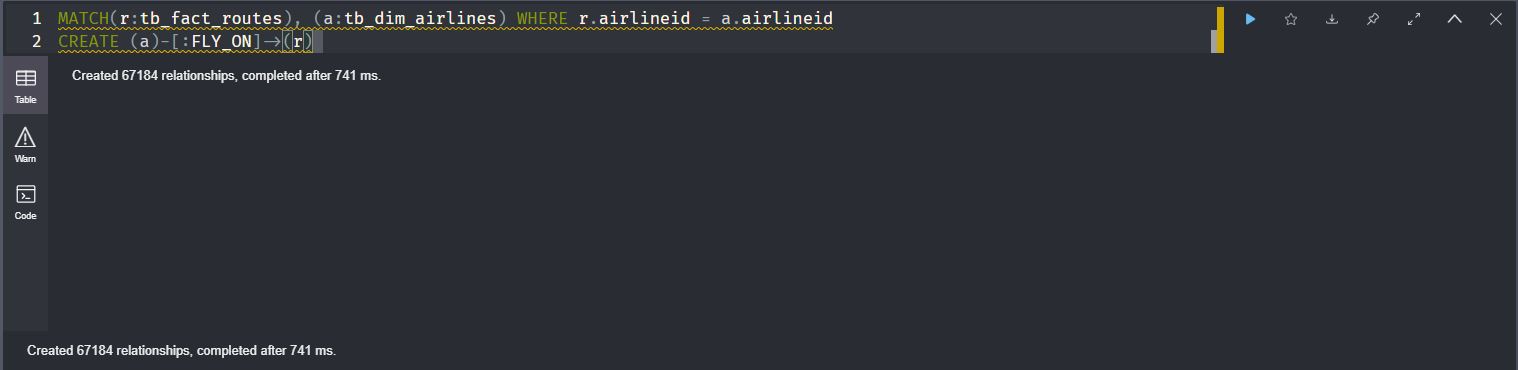 1 MATCH(r:tb_fact_routes), (a:tb_dim_airlines) WHERE r.airlineid = a.airlineid
2 CREATE (a)-[:FLY_ON]->(r)
Table
Created 67184 relationships, completed after 741 ms.
Warn
Code
Created 67184 relationships, completed after 741 ms.